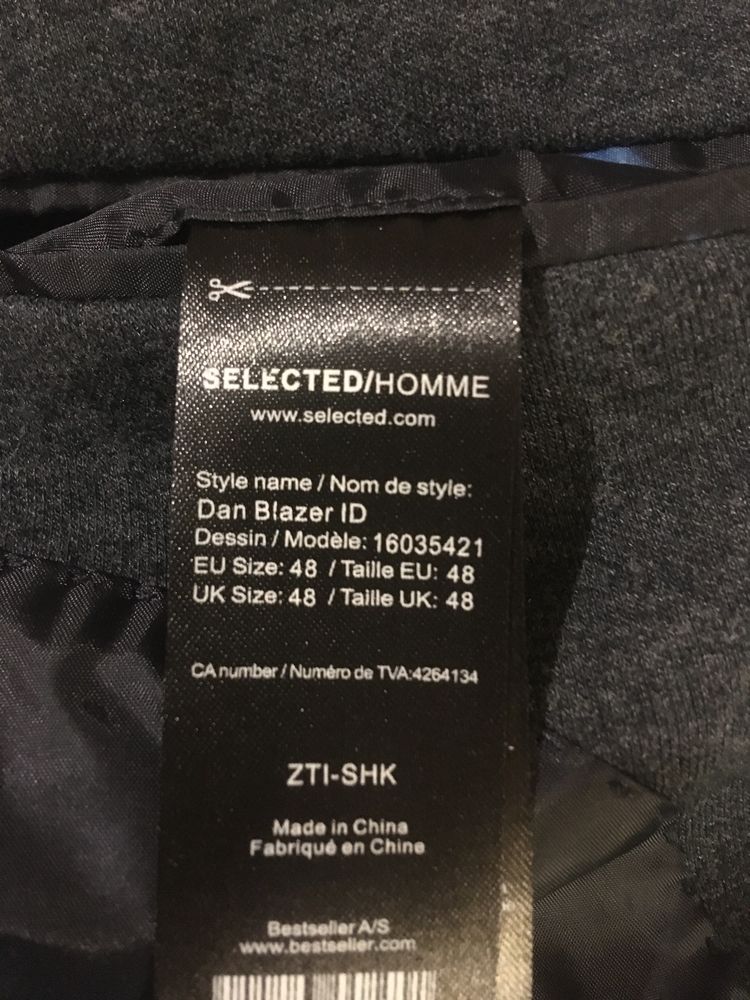 SELECTED/HOMME
www.selected.com
Style name / Nom de style:
Dan Blazer ID
Dessin / Modèle: 16035421
EU Size: 48 / Taille EU: 48
UK Size: 48 / Taille UK: 48
CA number / Numéro de TVA:4264134
ZTI-SHK
Made in China
Fabriqué en Chine
Bestseller A/S
www.bestseller.com